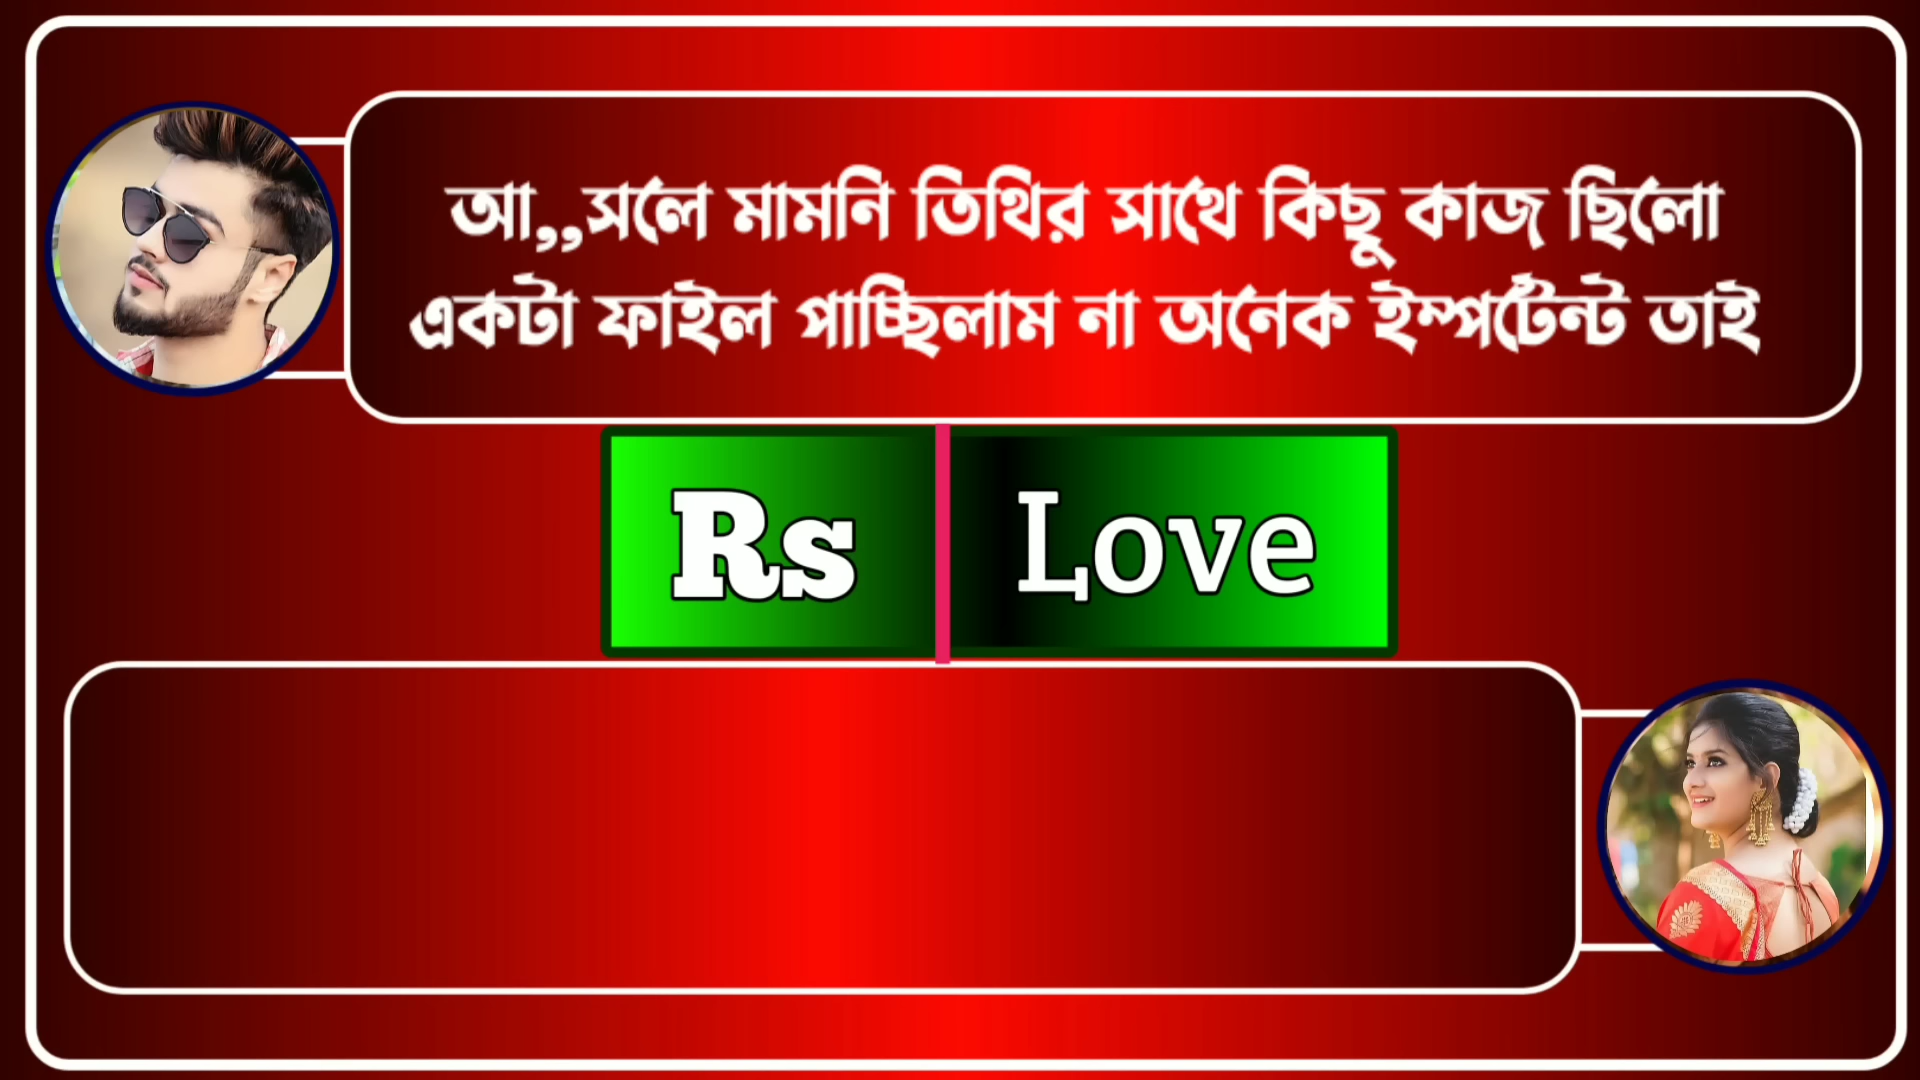 আ,,সলে মামনি তিথির সাথে কিছু কাজ ছিলো
একটা ফাইল পাচ্ছিলাম না অনেক ইম্পর্টেন্ট তাই
Rs Love